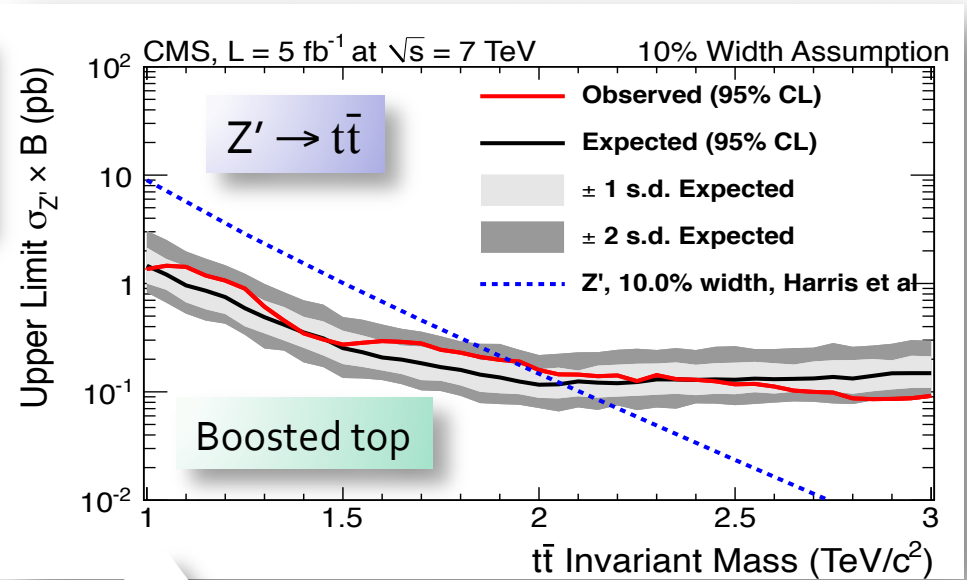 CMS, L = 5 fb⁻¹ at √s = 7 TeV 10% Width Assumption
Upper Limit σ_Z' × B (pb)
10²
10
1
10⁻¹
10⁻²
Z′ → tt̄
Observed (95% CL)
Expected (95% CL)
± 1 s.d. Expected
± 2 s.d. Expected
Z', 10.0% width, Harris et al
Boosted top
1 1.5 2 2.5 3
tt̄ Invariant Mass (TeV/c²)